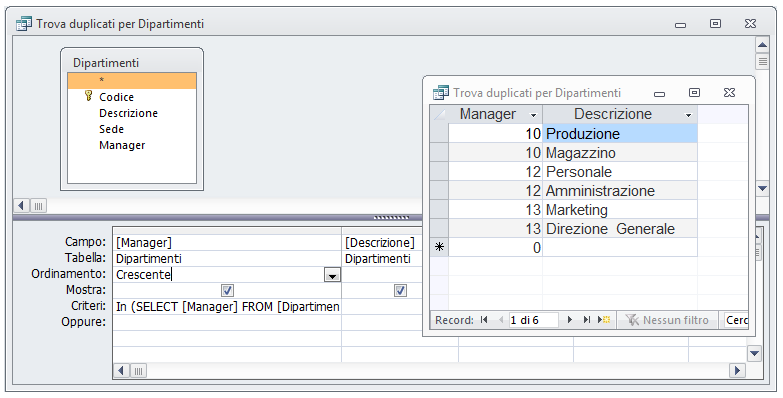 Trova duplicati per Dipartimenti
Dipartimenti
*
Codice
Descrizione
Sede
Manager
Campo: [Manager] [Descrizione]
Tabella: Dipartimenti Dipartimenti
Ordinamento: Crescente
Mostra:
Criteri: In (SELECT [Manager] FROM [Dipartimen
Oppure:
Trova duplicati per Dipartimenti
Manager Descrizione
10 Produzione
10 Magazzino
12 Personale
12 Amministrazione
13 Marketing
13 Direzione Generale
* 0
Record: 1 di 6 Nessun filtro Cerc